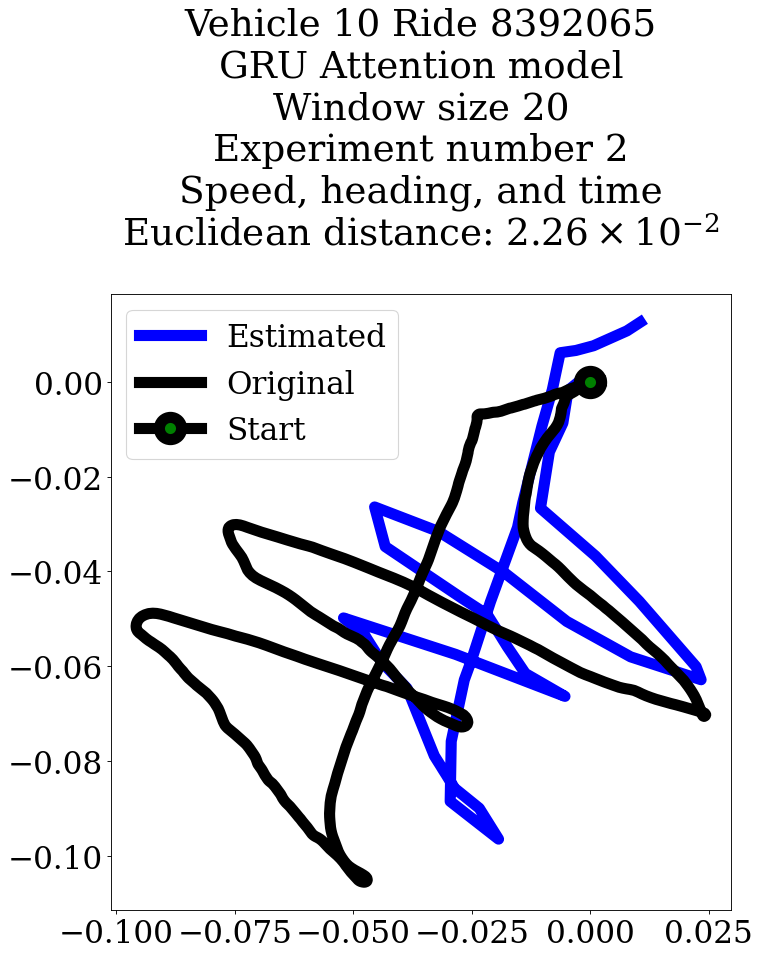 Vehicle 10 Ride 8392065
GRU Attention model
Window size 20
Experiment number 2
Speed, heading, and time
Euclidean distance: 2.26 × 10⁻²
Estimated
Original
Start
0.00
−0.02
−0.04
−0.06
−0.08
−0.10
−0.100 −0.075 −0.050 −0.025 0.000 0.025